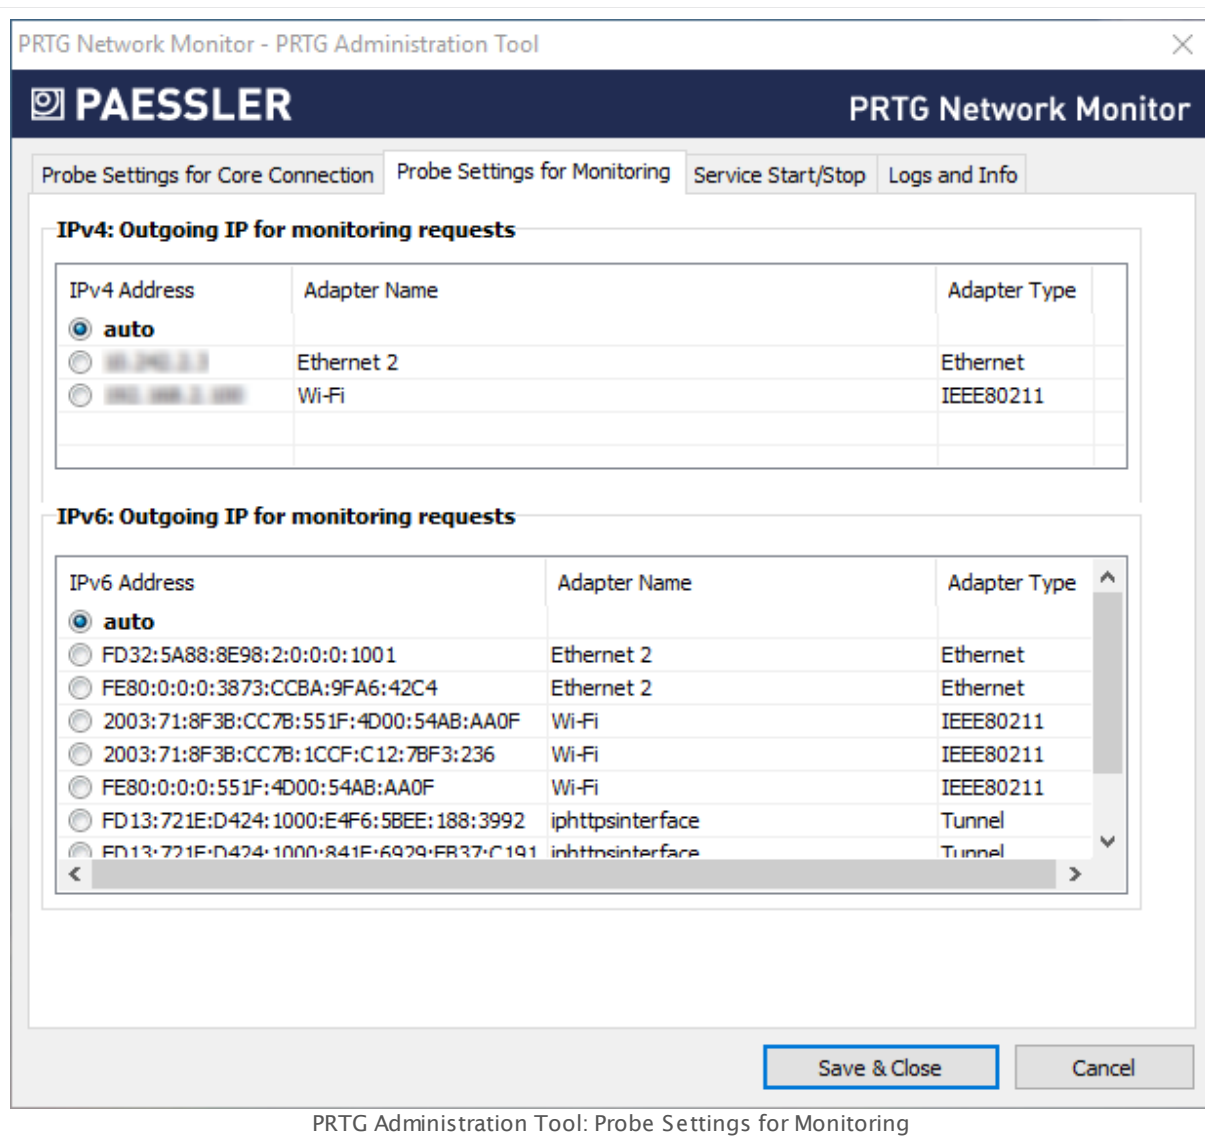 PRTG Network Monitor - PRTG Administration Tool
PAESSLER
PRTG Network Monitor
Probe Settings for Core Connection Probe Settings for Monitoring Service Start/Stop Logs and Info
IPv4: Outgoing IP for monitoring requests
IPv4 Address Adapter Name Adapter Type
auto
Ethernet 2 Ethernet
Wi-Fi IEEE80211
IPv6: Outgoing IP for monitoring requests
IPv6 Address Adapter Name Adapter Type
auto
FD32:5A88:8E98:2:0:0:0:1001 Ethernet 2 Ethernet
FE80:0:0:0:3873:CCBA:9FA6:42C4 Ethernet 2 Ethernet
2003:71:8F3B:CC7B:551F:4D00:54AB:AA0F Wi-Fi IEEE80211
2003:71:8F3B:CC7B:1CCF:C12:7BF3:236 Wi-Fi IEEE80211
FE80:0:0:0:551F:4D00:54AB:AA0F Wi-Fi IEEE80211
FD13:721E:D424:1000:E4F6:5BEE:188:3992 iphttpsinterface Tunnel
iphttpsinterface Tunnel
Save & Close Cancel
PRTG Administration Tool: Probe Settings for Monitoring